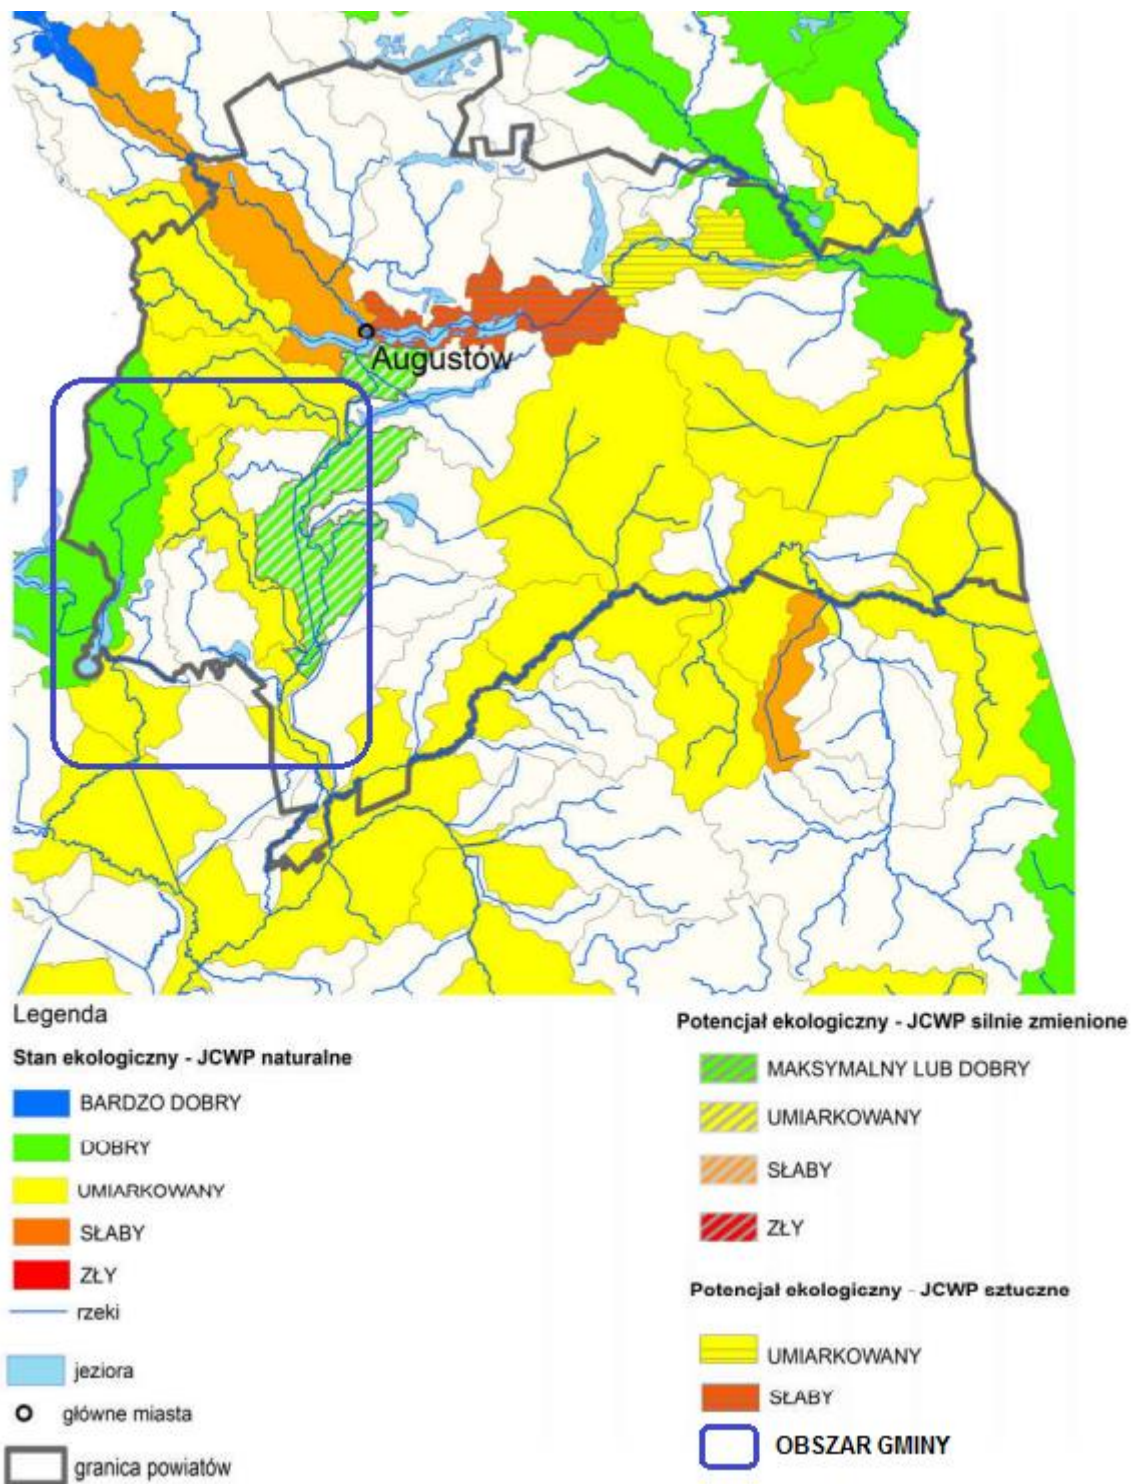 Augustów
Legenda
Stan ekologiczny - JCWP naturalne
BARDZO DOBRY
DOBRY
UMIARKOWANY
SŁABY
ZŁY
rzeki
jeziora
główne miasta
granica powiatów
Potencjał ekologiczny - JCWP silnie zmienione
MAKSYMALNY LUB DOBRY
UMIARKOWANY
SŁABY
ZŁY
Potencjał ekologiczny - JCWP sztuczne
UMIARKOWANY
SŁABY
OBSZAR GMINY